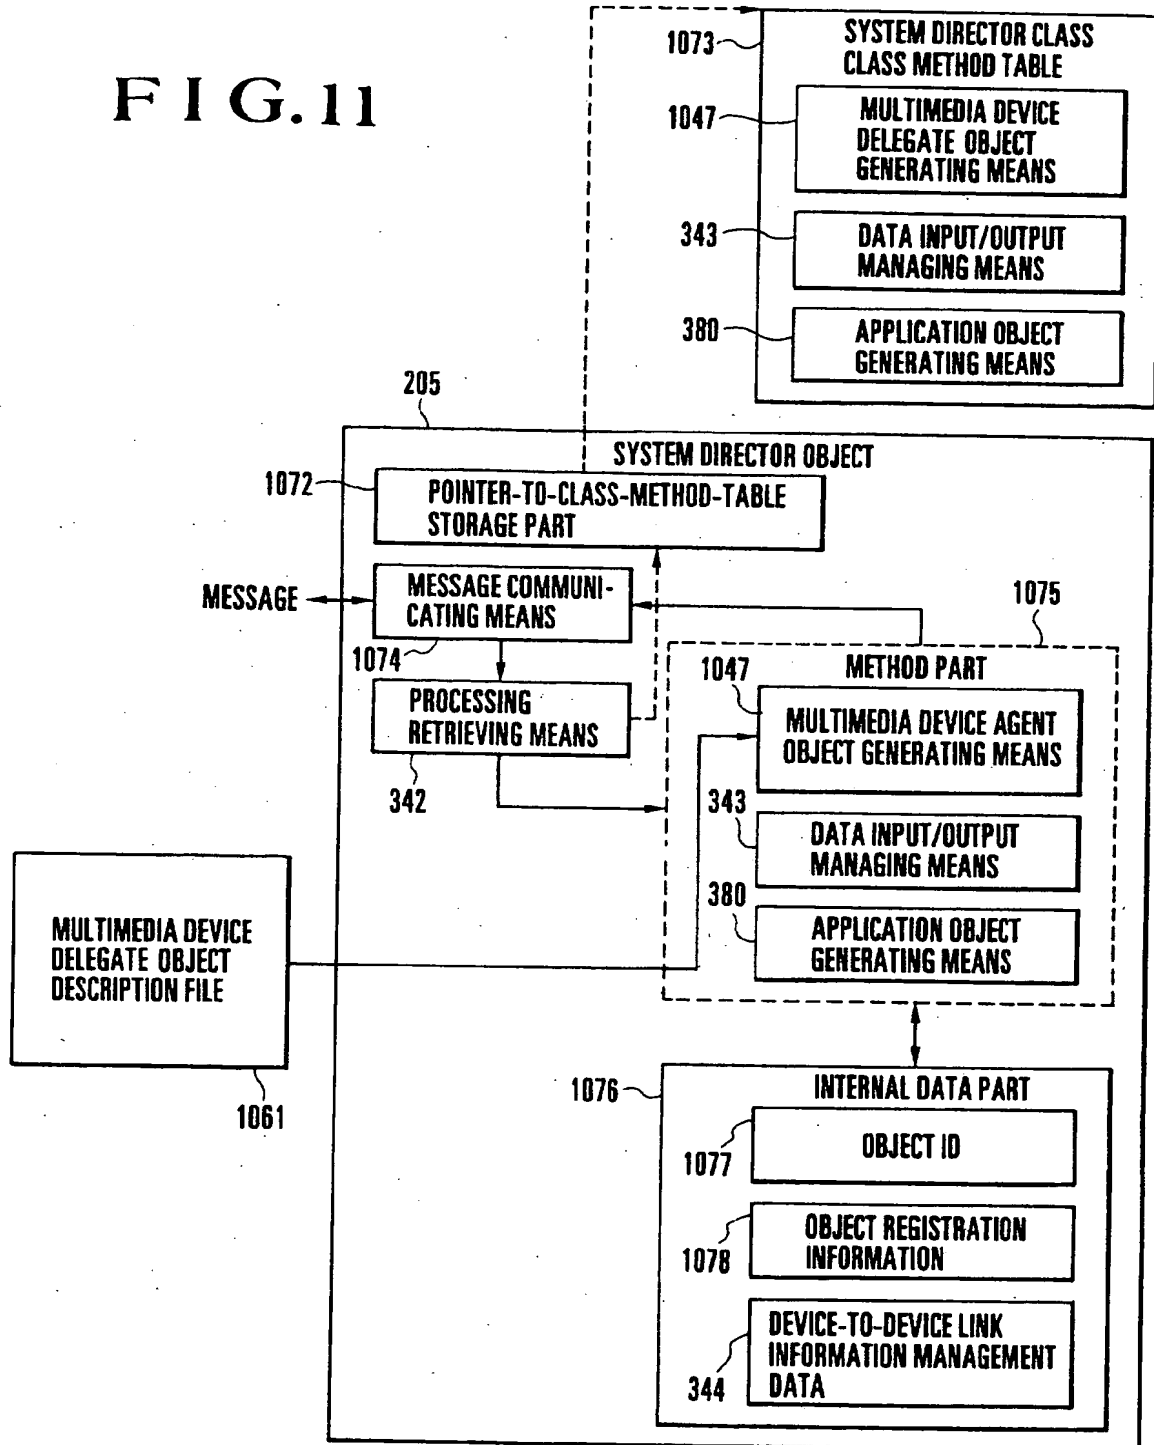 FIG.11
1073
SYSTEM DIRECTOR CLASS
CLASS METHOD TABLE
1047
MULTIMEDIA DEVICE
DELEGATE OBJECT
GENERATING MEANS
343
DATA INPUT/OUTPUT
MANAGING MEANS
380
APPLICATION OBJECT
GENERATING MEANS
205
SYSTEM DIRECTOR OBJECT
1072
POINTER-TO-CLASS-METHOD-TABLE
STORAGE PART
MESSAGE
MESSAGE COMMUNI-
CATING MEANS
1074
PROCESSING
RETRIEVING MEANS
342
1075
METHOD PART
1047
MULTIMEDIA DEVICE AGENT
OBJECT GENERATING MEANS
343
DATA INPUT/OUTPUT
MANAGING MEANS
380
APPLICATION OBJECT
GENERATING MEANS
MULTIMEDIA DEVICE
DELEGATE OBJECT
DESCRIPTION FILE
1061
1076
INTERNAL DATA PART
1077
OBJECT ID
1078
OBJECT REGISTRATION
INFORMATION
344
DEVICE-TO-DEVICE LINK
INFORMATION MANAGEMENT
DATA